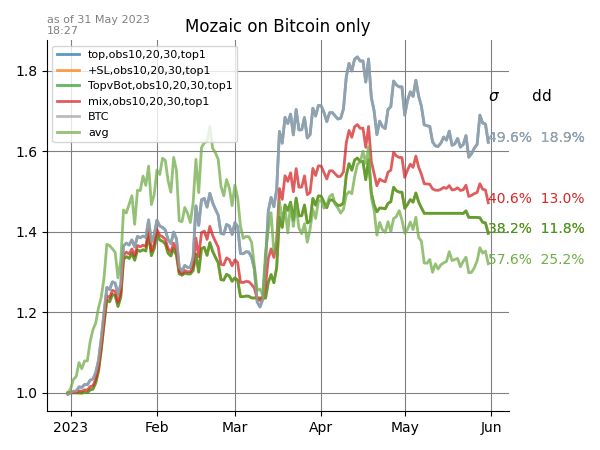 as of 31 May 2023
18:27
Mozaic on Bitcoin only
top,obs10,20,30,top1
+SL,obs10,20,30,top1
TopvBot,obs10,20,30,top1
mix,obs10,20,30,top1
BTC
avg
σ dd
49.6% 18.9%
40.6% 13.0%
38.2% 11.8%
57.6% 25.2%
1.8
1.6
1.4
1.2
1.0
2023 Feb Mar Apr May Jun